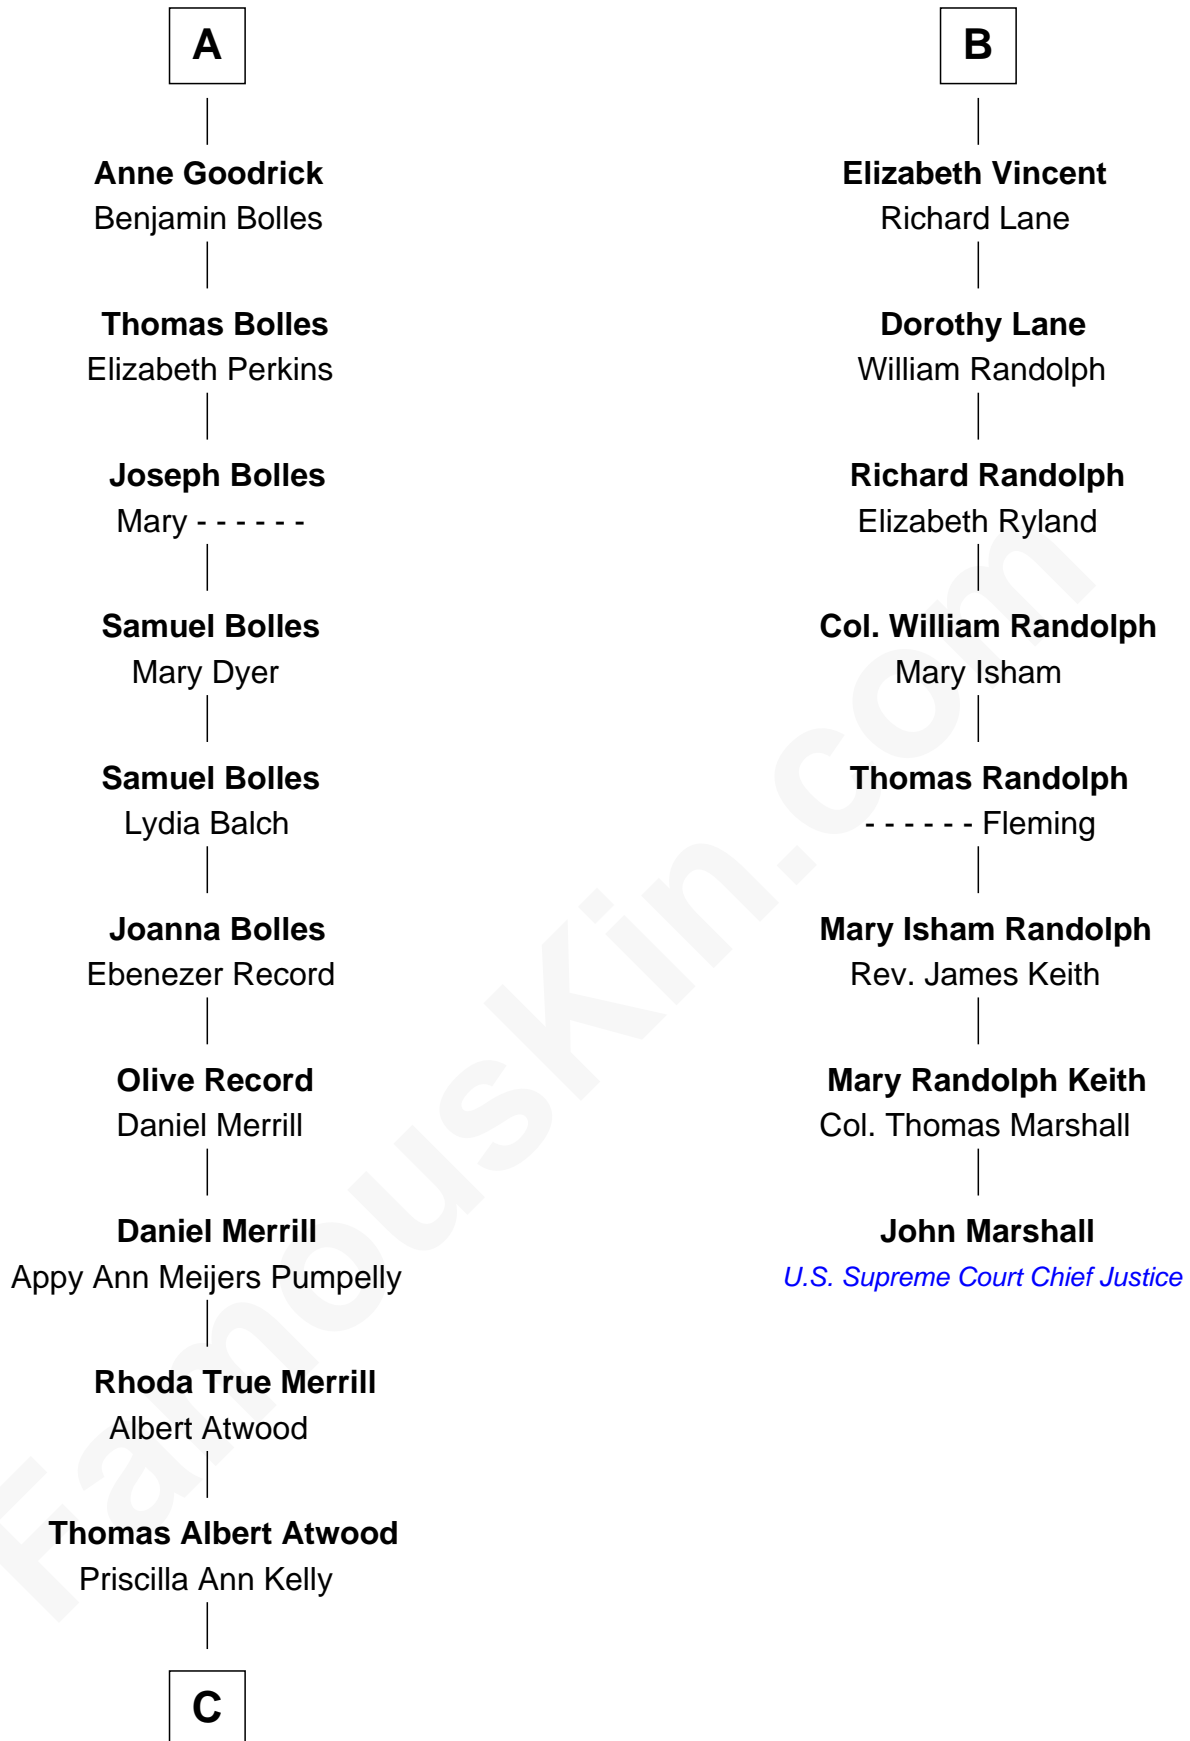 A
Anne Goodrick
Benjamin Bolles
Thomas Bolles
Elizabeth Perkins
Joseph Bolles
Mary - - - - - -
Samuel Bolles
Mary Dyer
Samuel Bolles
Lydia Balch
Joanna Bolles
Ebenezer Record
Olive Record
Daniel Merrill
Daniel Merrill
Appy Ann Meijers Pumpelly
Rhoda True Merrill
Albert Atwood
Thomas Albert Atwood
Priscilla Ann Kelly
C
B
Elizabeth Vincent
Richard Lane
Dorothy Lane
William Randolph
Richard Randolph
Elizabeth Ryland
Col. William Randolph
Mary Isham
Thomas Randolph
- - - - - - Fleming
Mary Isham Randolph
Rev. James Keith
Mary Randolph Keith
Col. Thomas Marshall
John Marshall
U.S. Supreme Court Chief Justice
FamousKin.com